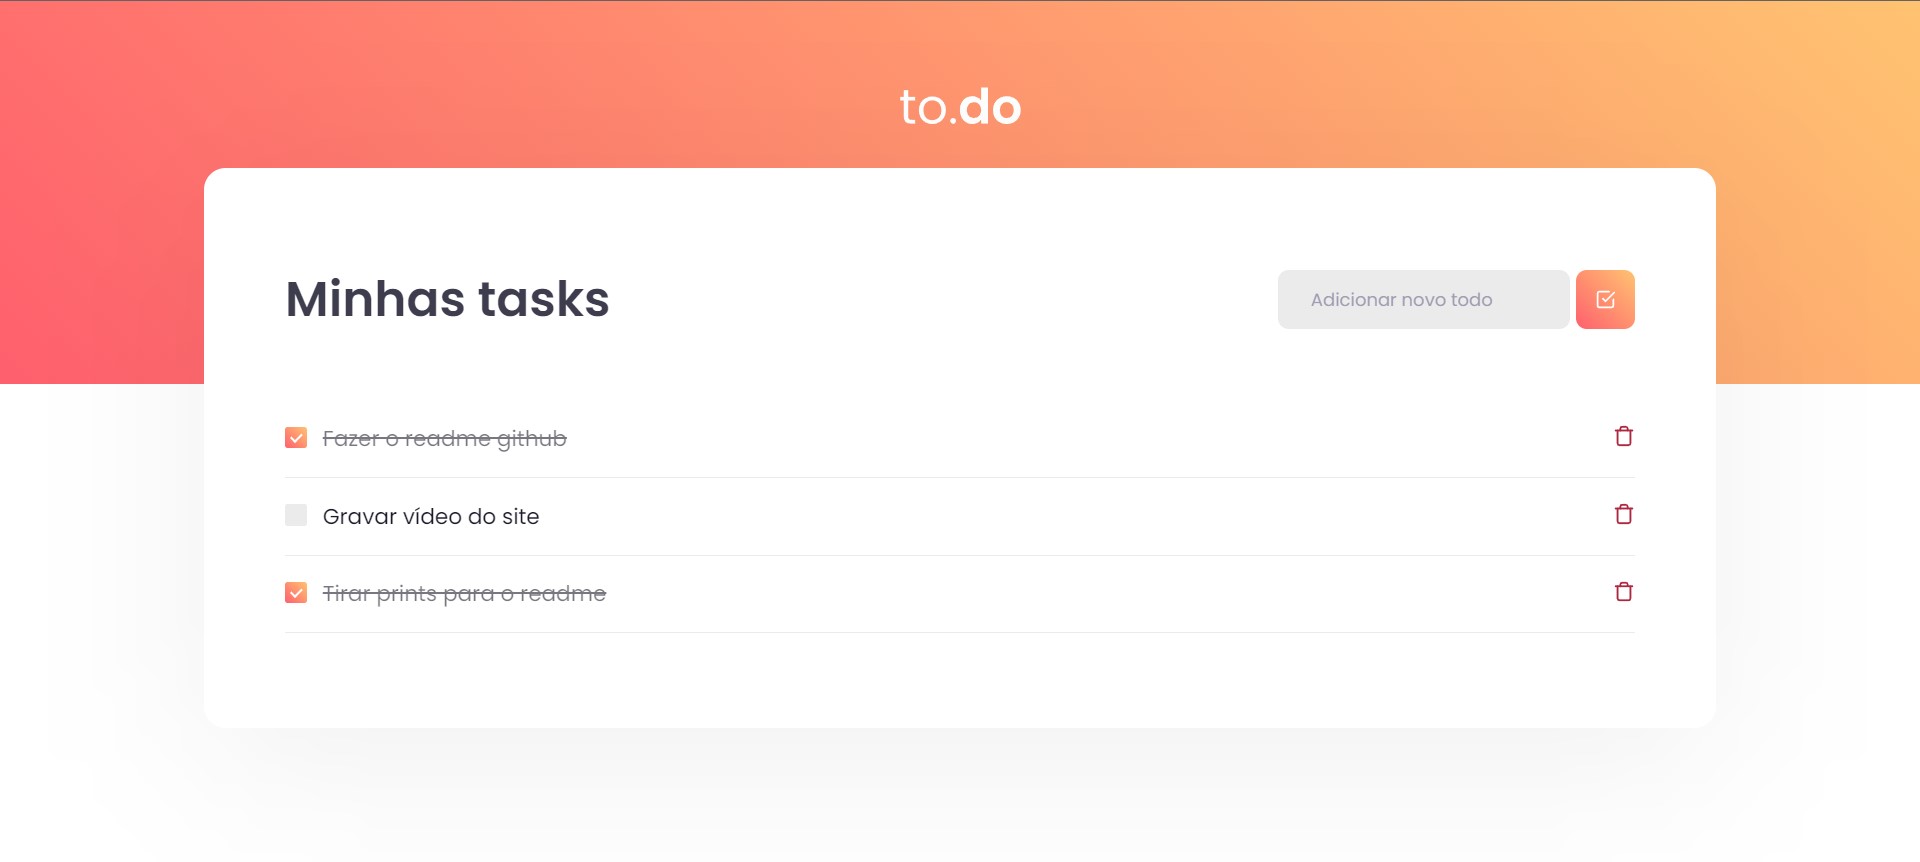 to.do
Minhas tasks
Adicionar novo todo
Fazer o readme github
Gravar vídeo do site
Tirar prints para o readme